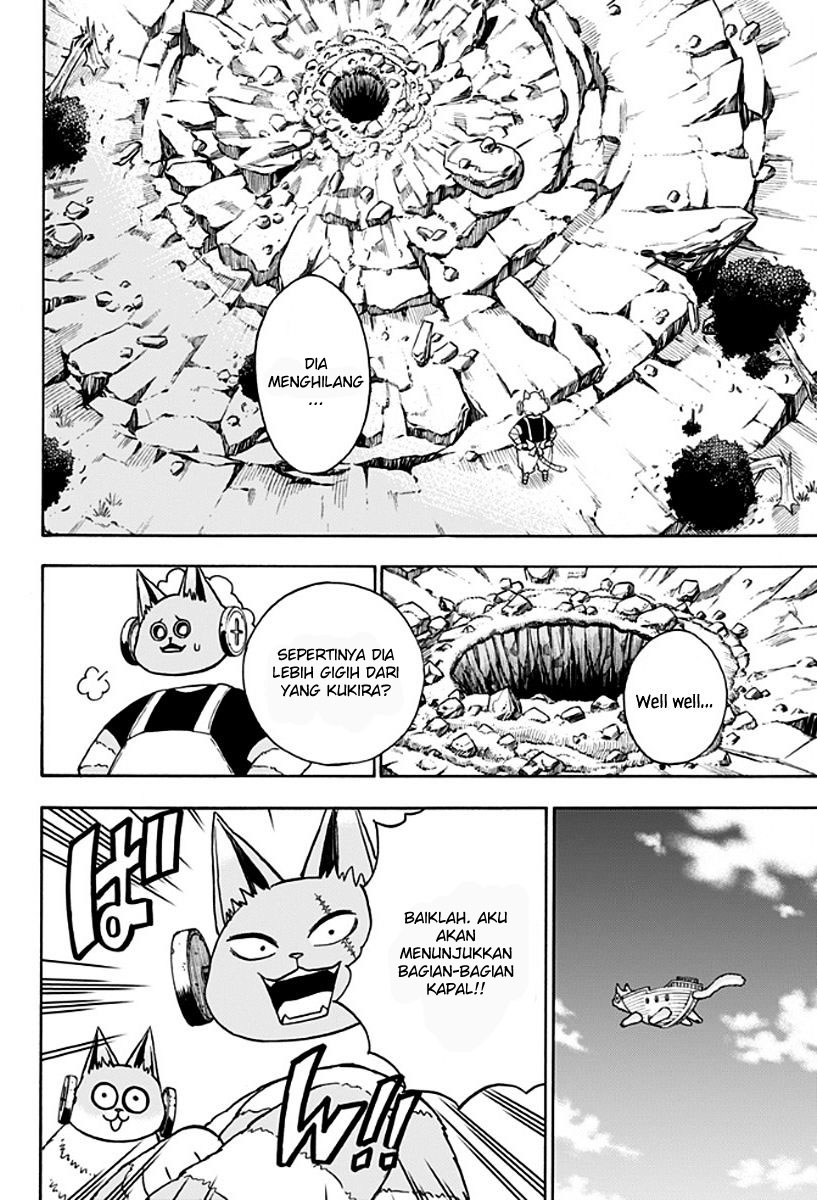 DIA
MENGHILANG
...
Well well...
SEPERTINYA DIA
LEBIH GIGIH DARI
YANG KUKIRA?
BAIKLAH. AKU
AKAN
MENUNJUKKAN
BAGIAN-BAGIAN
KAPAL!!
ば
ん!!